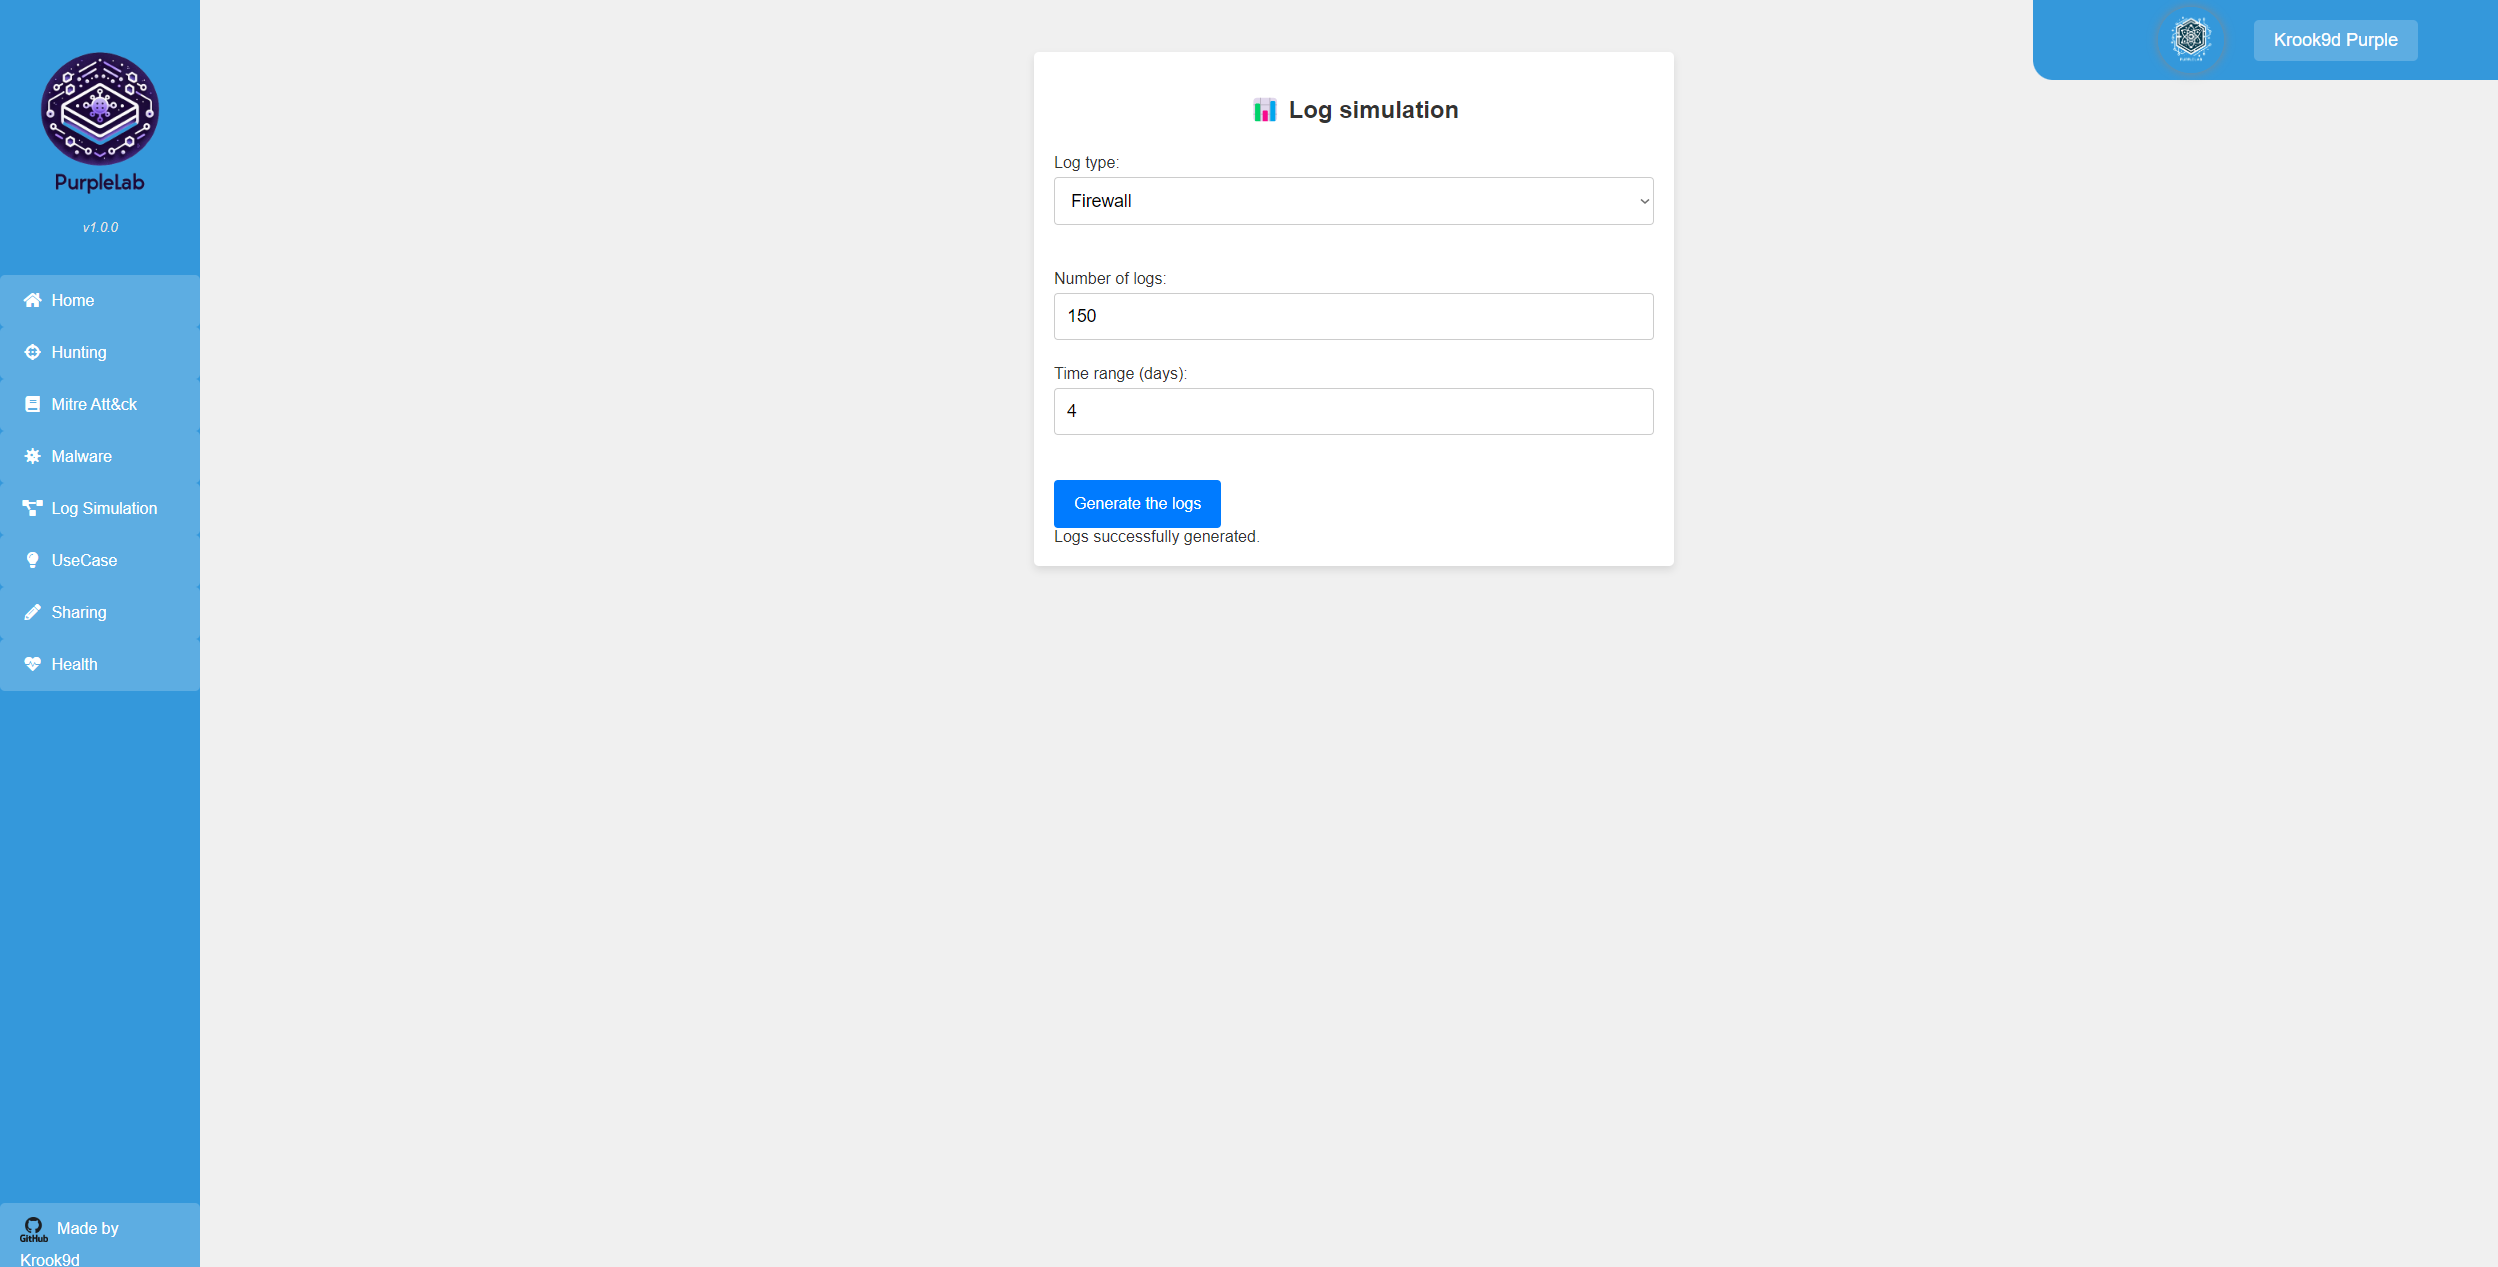 PurpleLab
v1.0.0
Home
Hunting
Mitre Att&ck
Malware
Log Simulation
UseCase
Sharing
Health
GitHub Made by
Krook9d
Krook9d Purple
Log simulation
Log type:
Firewall
Number of logs:
150
Time range (days):
4
Generate the logs
Logs successfully generated.